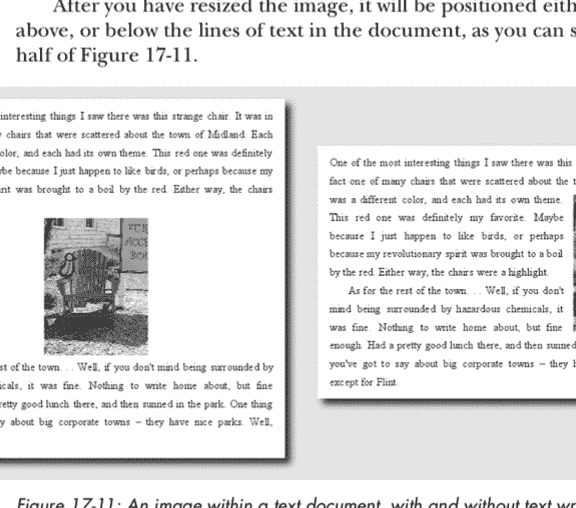 After you have resized the image, it will be positioned eith
above, or below the lines of text in the document, as you can s
half of Figure 17-11.
interesting things I saw there was this strange chair. It was in
chairs that were scattered about the town of Midland. Each
olor, and each had its own theme. This red one was definitely
be because I just happen to like birds, or perhaps because my
int was brought to a boil by the red. Either way, the chairs
st of the town. . . Well, if you don't mind being surrounded by
icals, it was fine. Nothing to write home about, but fine
retty good lunch there, and then sunned in the park. One thing
y about big corporate towns – they have nice parks. Well,
One of the most interesting things I saw there was this
fact one of many chairs that were scattered about the t
was a different color, and each had its own theme.
This red one was definitely my favorite. Maybe
because I just happen to like birds, or perhaps
because my revolutionary spirit was brought to a boil
by the red. Either way, the chairs were a highlight.
As for the rest of the town. . . Well, if you don't
mind being surrounded by hazardous chemicals, it
was fine. Nothing to write home about, but fine
enough. Had a pretty good lunch there, and then sunned
you've got to say about big corporate towns – they h
except for Flint.
Figure 17-11: An image within a text document, with and without text wr